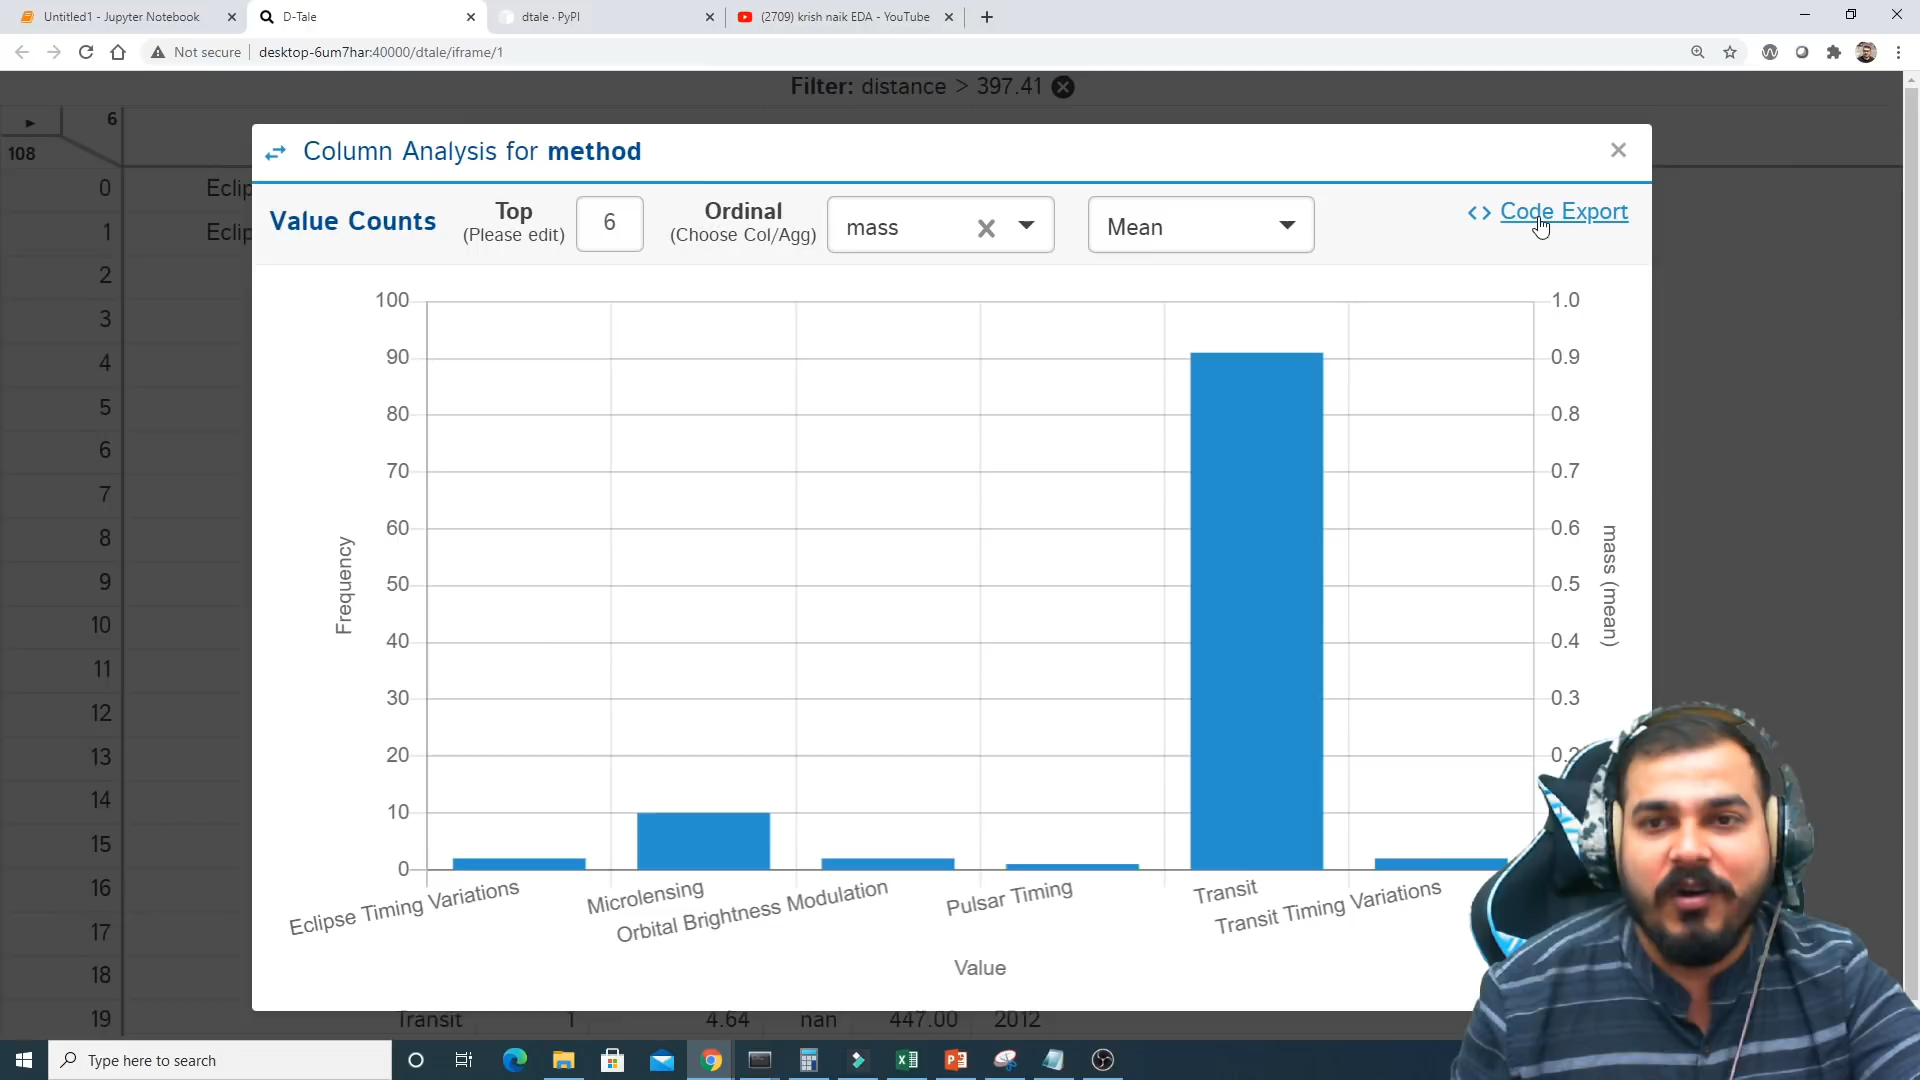 Untitled1 - Jupyter Notebook
D-Tale
dtale · PyPI
(2709) krish naik EDA - YouTube
Not secure
desktop-6um7har:40000/dtale/iframe/1
Filter: distance > 397.41
6
108
0
Eclip
1
Eclip
2
3
4
5
6
7
8
9
10
11
12
13
14
15
16
17
18
19
Transit
1
4.64
nan
447.00
2012
Column Analysis for method
Value Counts
Top
(Please edit)
6
Ordinal
(Choose Col/Agg)
mass
Mean
Code Export
100
90
80
70
60
50
40
30
20
10
0
Frequency
1.0
0.9
0.8
0.7
0.6
0.5
0.4
0.3
mass (mean)
Eclipse Timing Variations
Microlensing
Orbital Brightness Modulation
Pulsar Timing
Transit
Transit Timing Variations
Value
Type here to search